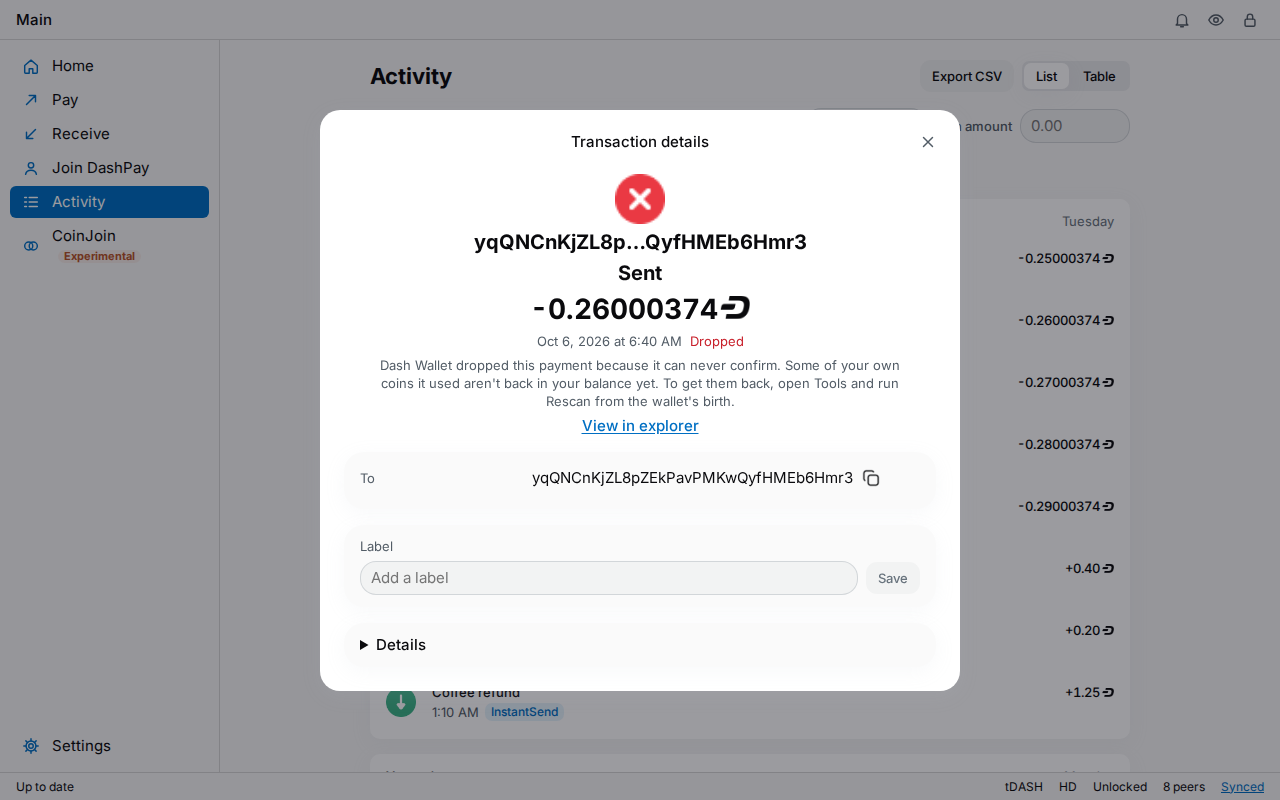 Main
Home
Pay
Receive
Join DashPay
Activity
CoinJoin
Experimental
Settings
Activity
Export CSV
List
Table
amount
0.00
Tuesday
-0.25000374
-0.26000374
-0.27000374
-0.28000374
-0.29000374
+0.40
+0.20
Coffee refund
+1.25
1:10 AM InstantSend
Transaction details
yqQNCnKjZL8p...QyfHMEb6Hmr3
Sent
-0.26000374
Oct 6, 2026 at 6:40 AM Dropped
Dash Wallet dropped this payment because it can never confirm. Some of your own
coins it used aren't back in your balance yet. To get them back, open Tools and run
Rescan from the wallet's birth.
View in explorer
To
yqQNCnKjZL8pZEkPavPMKwQyfHMEb6Hmr3
Label
Add a label
Save
Details
Up to date
tDASH
HD
Unlocked
8 peers
Synced